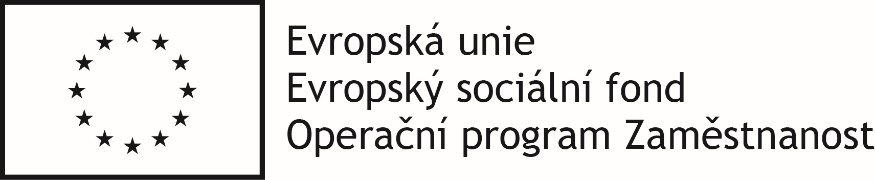 Evropská unie
Evropský sociální fond
Operační program Zaměstnanost